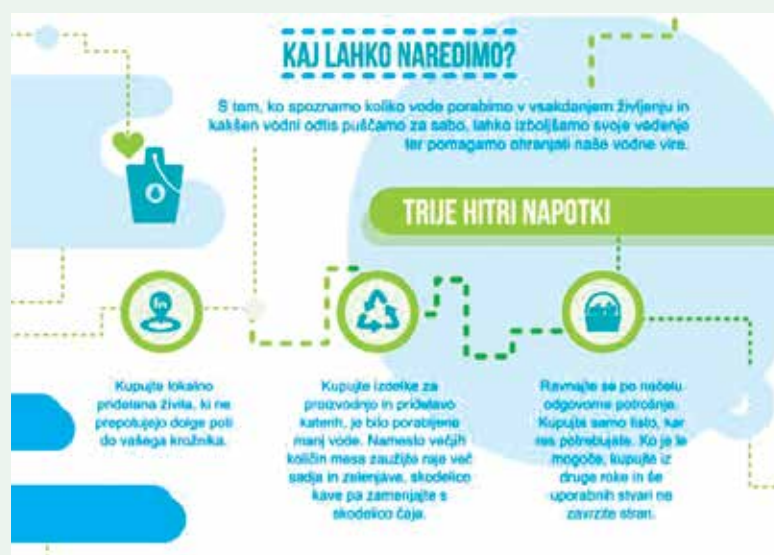 KAJ LAHKO NAREDIMO?
S tem, ko spoznamo koliko vode porabimo v vsakdanjem življenju in
kakšen vodni odtis puščamo za sabo, lahko izboljšamo svoje vedenje
ter pomagamo ohranjati naše vodne vire.
TRIJE HITRI NAPOTKI
Kupujte lokalno
pridelana živila, ki ne
prepotujejo dolge poti
do vašega krožnika.
Kupujte izdelke za
proizvodnjo in pridelavo
katerih, je bilo porabljene
manj vode. Namesto večjih
količin mesa zaužijte raje več
sadja in zelenjave, skodelico
kave pa zamenjajte s
skodelico čaja.
Ravnajte se po načelu
odgovorne potrošnje.
Kupujte samo tisto, kar
res potrebujete. Ko je le
mogoče, kupujte iz
druge roke in še
uporabnih stvari ne
zavrzite stran.